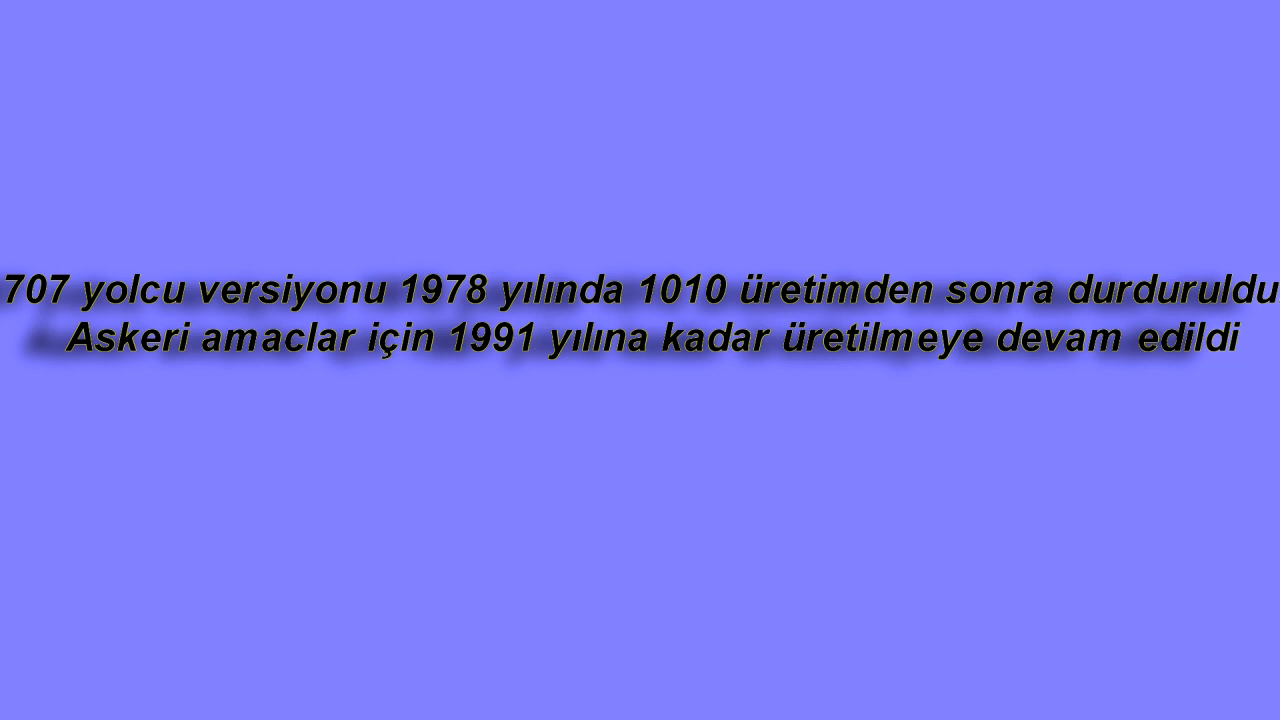 707 yolcu versiyonu 1978 yılında 1010 üretimden sonra durduruldu
Askeri amaclar için 1991 yılına kadar üretilmeye devam edildi